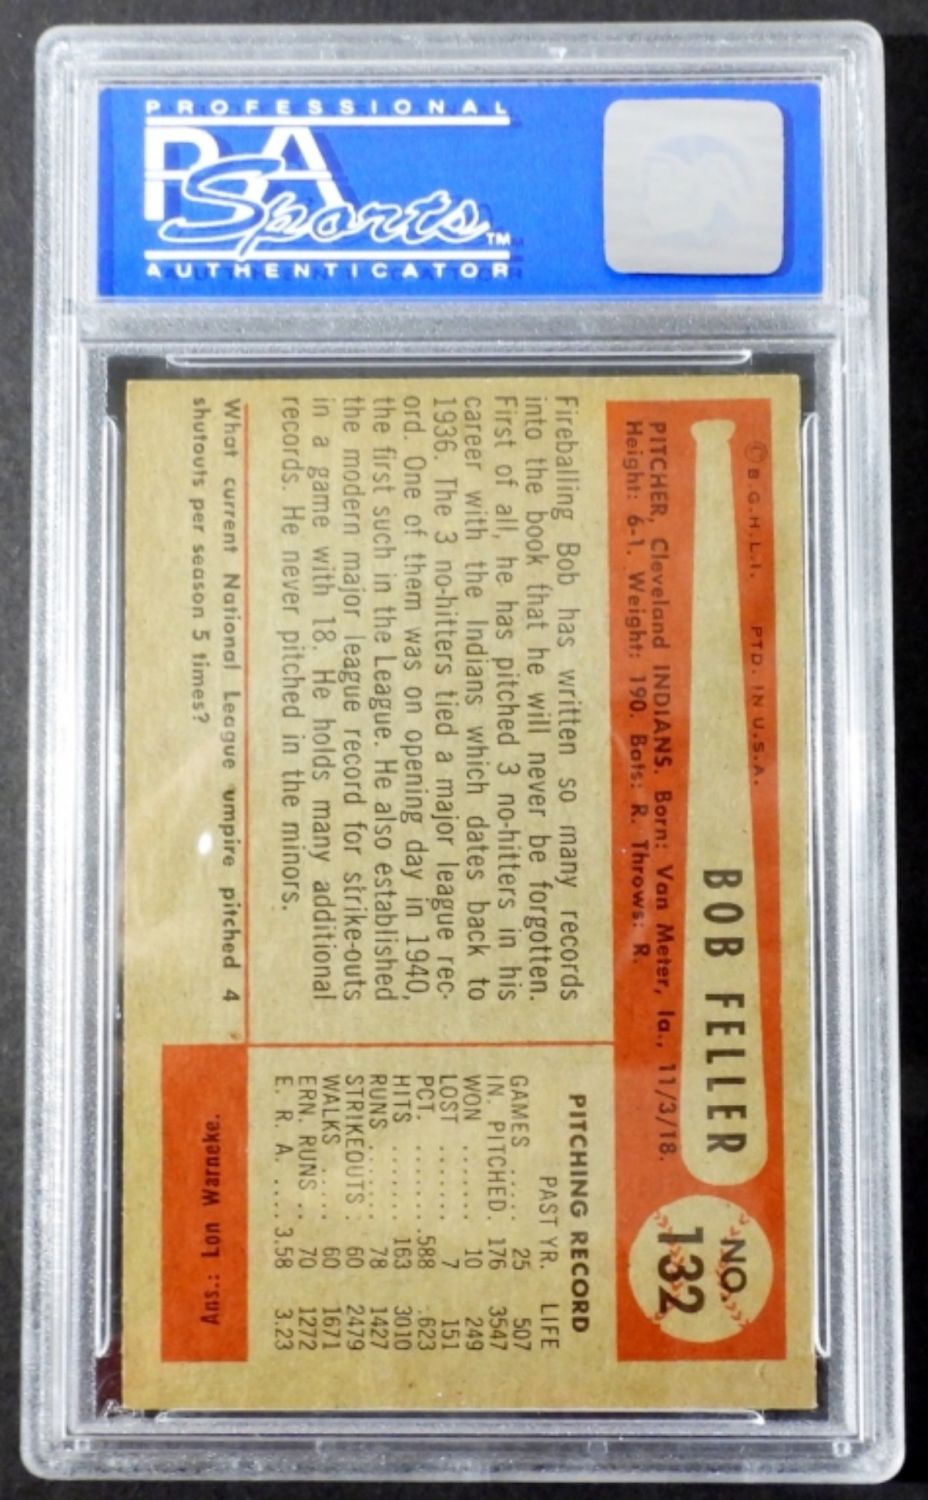 PROFESSIONAL
PSA
Sports™
AUTHENTICATOR
© B.G.H.L.I. PTD. IN U.S.A.
BOB FELLER
NO.
132
PITCHER, Cleveland INDIANS. Born: Van Meter, Ia., 11/3/18.
Height: 6-1. Weight: 190. Bats: R. Throws: R.
Fireballing Bob has written so many records
into the book that he will never be forgotten.
First of all, he has pitched 3 no-hitters in his
career with the Indians which dates back to
1936. The 3 no-hitters tied a major league rec-
ord. One of them was on opening day in 1940,
the first such in the League. He also established
the modern major league record for strike-outs
in a game with 18. He holds many additional
records. He never pitched in the minors.
PITCHING RECORD
PAST YR. LIFE
GAMES .... 25 507
IN. PITCHED. 176 3547
WON ...... 10 249
LOST ...... 7 151
PCT. ...... .588 .623
HITS ...... 163 3010
RUNS ...... 78 1427
STRIKEOUTS . 60 2479
WALKS .... 60 1671
ERN. RUNS .. 70 1272
E. R. A. .... 3.58 3.23
What current National League umpire pitched 4
shutouts per season 5 times?
Ans.: Lon Warneke.